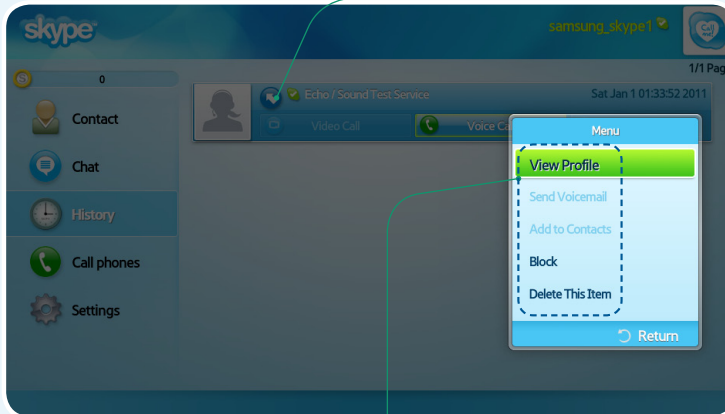 skype
samsung_skype1
Call me!
S 0
1/1 Pag
Contact
Chat
History
Call phones
Settings
Echo / Sound Test Service
Sat Jan 1 01:33:52 2011
Video Call
Voice Ca
Menu
View Profile
Send Voicemail
Add to Contacts
Block
Delete This Item
Return